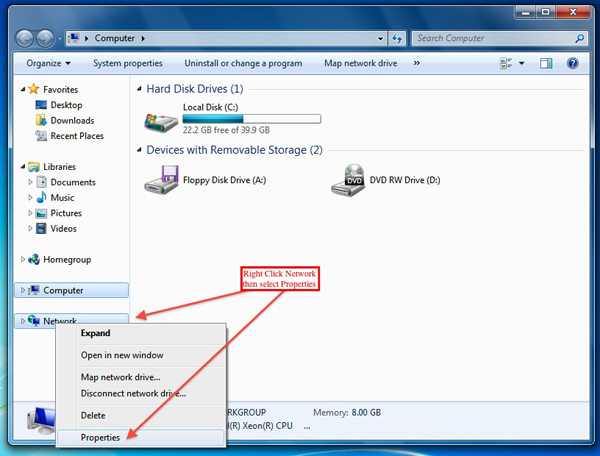 Computer
Search Computer
Organize
System properties
Uninstall or change a program
Map network drive
»
Favorites
Desktop
Downloads
Recent Places
Libraries
Documents
Music
Pictures
Videos
Homegroup
Computer
Network
Hard Disk Drives (1)
Local Disk (C:)
22.2 GB free of 39.9 GB
Devices with Removable Storage (2)
Floppy Disk Drive (A:)
DVD
DVD RW Drive (D:)
Right Click Network
then select Properties
Expand
Open in new window
Map network drive...
Disconnect network drive...
Delete
Properties
RKGROUP
Memory: 8.00 GB
l(R) Xeon(R) CPU ...